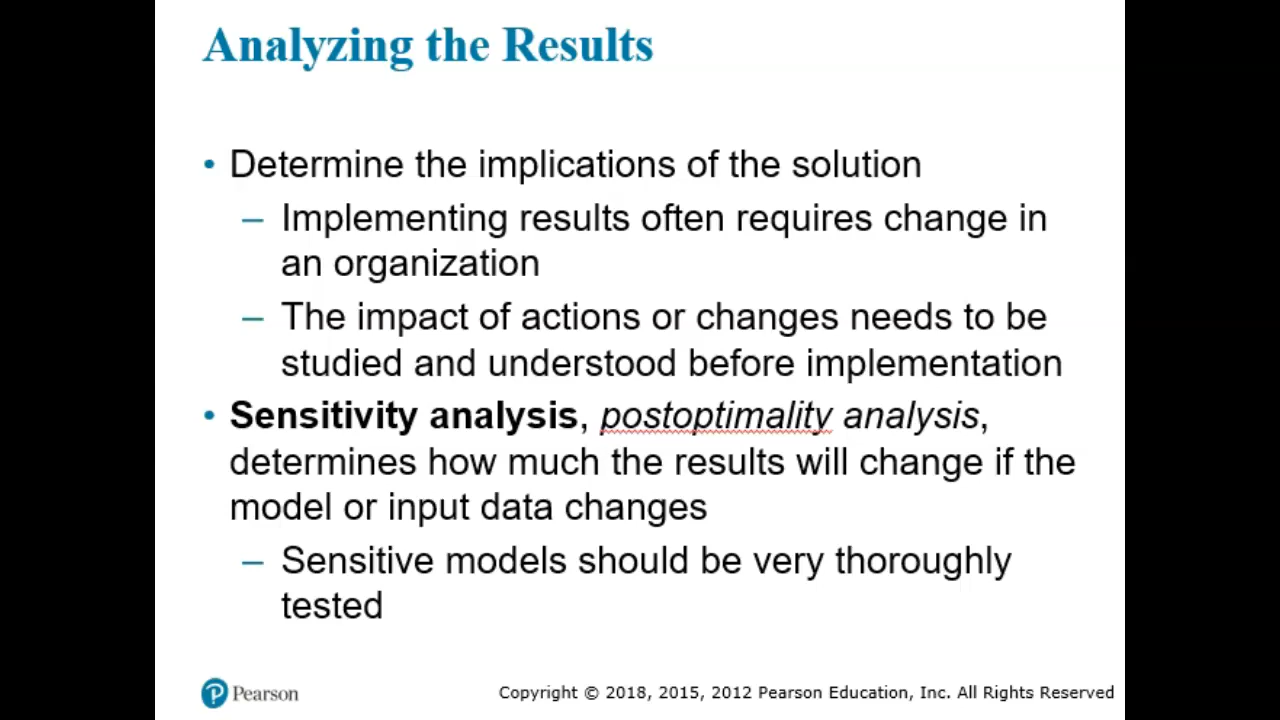 Analyzing the Results
• Determine the implications of the solution
– Implementing results often requires change in
an organization
– The impact of actions or changes needs to be
studied and understood before implementation
• Sensitivity analysis, postoptimality analysis,
determines how much the results will change if the
model or input data changes
– Sensitive models should be very thoroughly
tested
P Pearson
Copyright © 2018, 2015, 2012 Pearson Education, Inc. All Rights Reserved